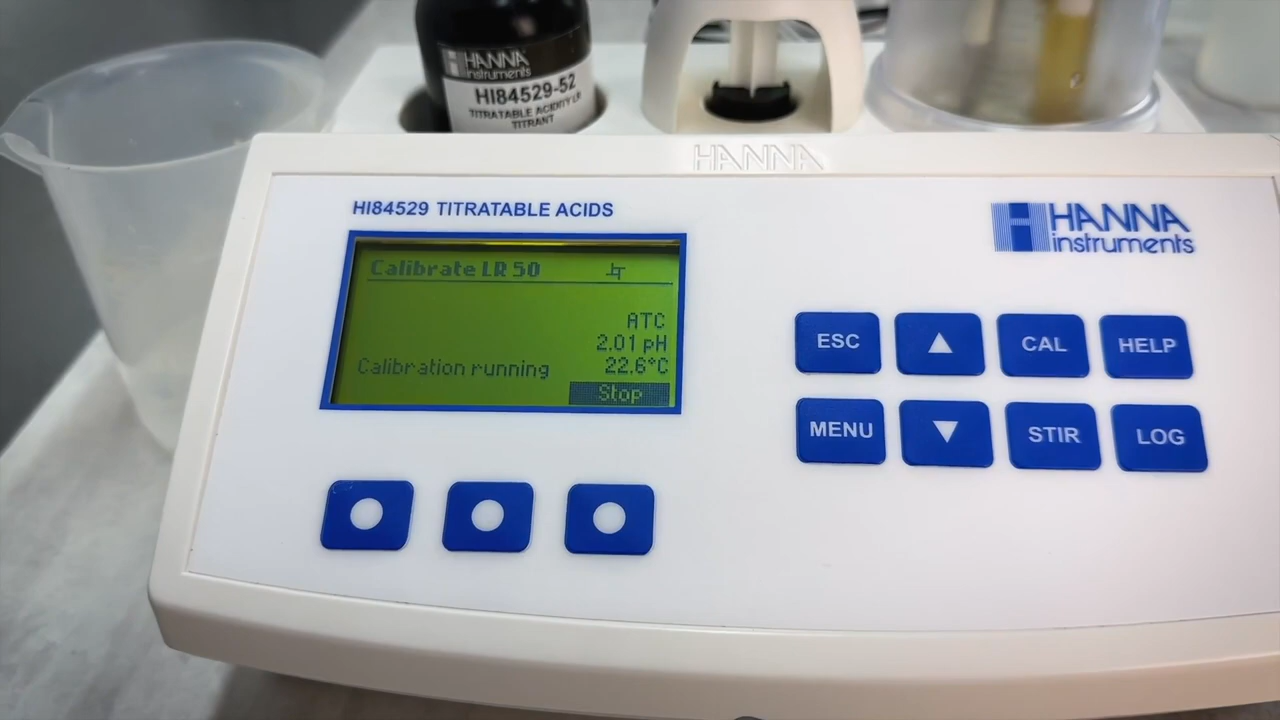 HANNA
instruments
HI84529-52
TITRATABLE ACIDITY LR
TITRANT
HANNA
HI84529 TITRATABLE ACIDS
HANNA
instruments
Calibrate LR 50
ATC
2.01 pH
Calibration running 22.6°C
Stop
ESC CAL HELP
MENU STIR LOG